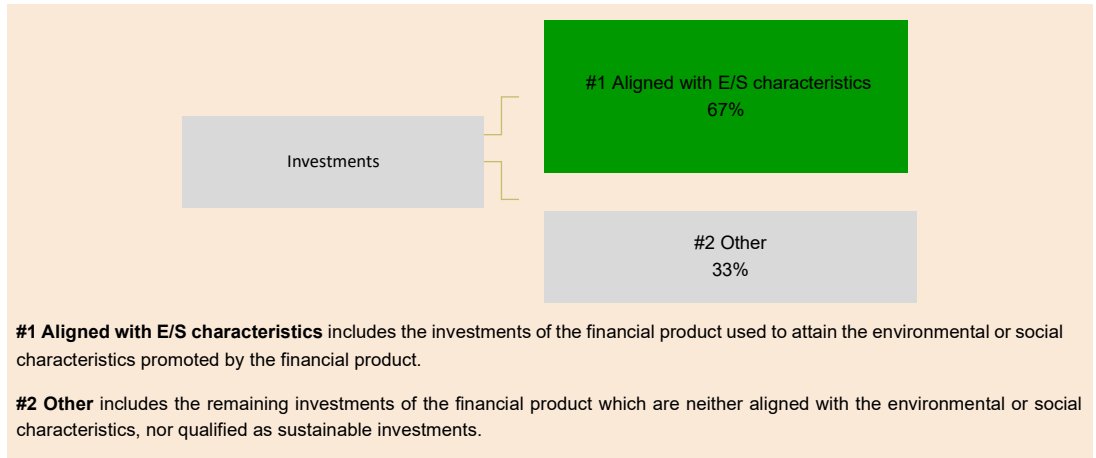 #1 Aligned with E/S characteristics
67%
Investments
#2 Other
33%
#1 Aligned with E/S characteristics includes the investments of the financial product used to attain the environmental or social
characteristics promoted by the financial product.
#2 Other includes the remaining investments of the financial product which are neither aligned with the environmental or social
characteristics, nor qualified as sustainable investments.